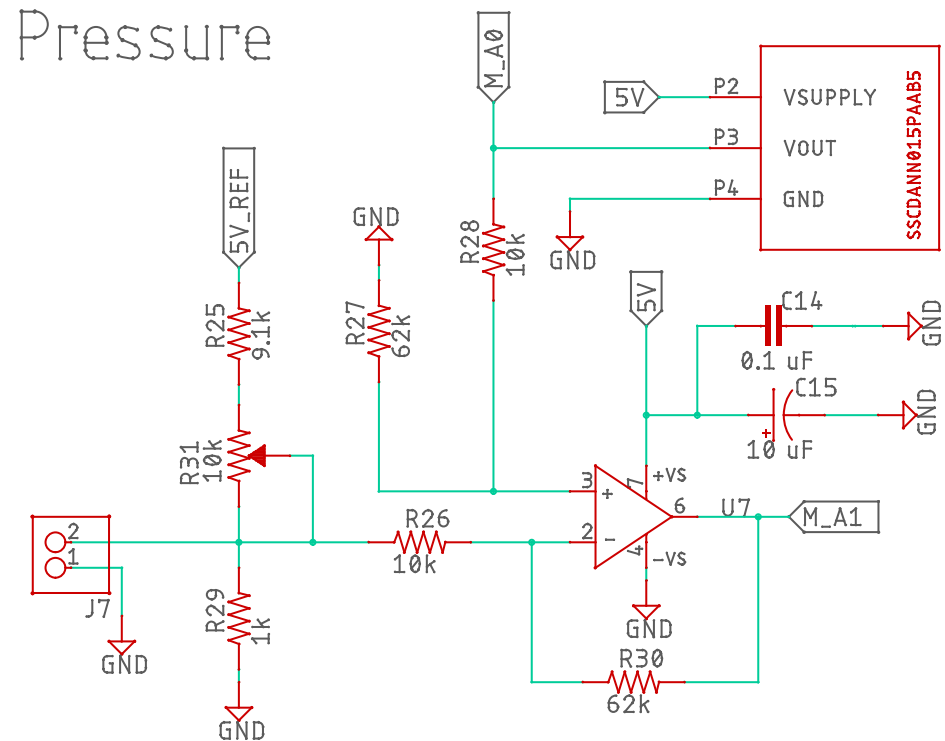 Pressure
M_A0
5V
P2
VSUPPLY
P3
VOUT
P4
GND
SSCDANN015PAAB5
GND
5V_REF
GND
R28
10k
R25
9.1k
R27
62k
5V
C14
0.1 uF
GND
C15
10 uF
+
GND
R31
10k
3
+
7
+VS
6
U7
M_A1
2
-
4
-VS
GND
R26
10k
2
1
J7
GND
R29
1k
GND
R30
62k